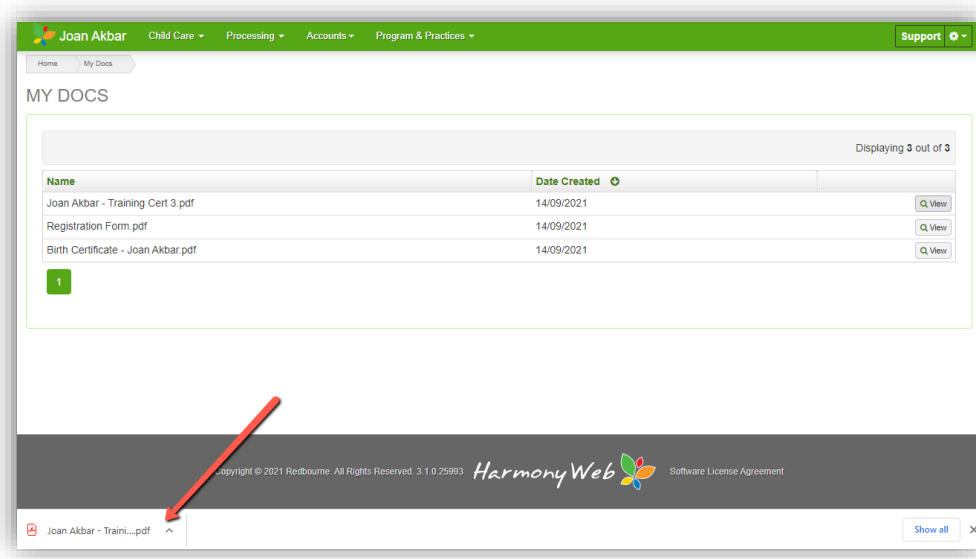 Joan Akbar Child Care Processing Accounts Program & Practices Support
Home My Docs
MY DOCS
Displaying 3 out of 3
Name Date Created
Joan Akbar - Training Cert 3.pdf 14/09/2021 View
Registration Form.pdf 14/09/2021 View
Birth Certificate - Joan Akbar.pdf 14/09/2021 View
1
Copyright © 2021 Redbourne. All Rights Reserved. 3.1.0.25993 HarmonyWeb Software License Agreement
Joan Akbar - Traini....pdf Show all